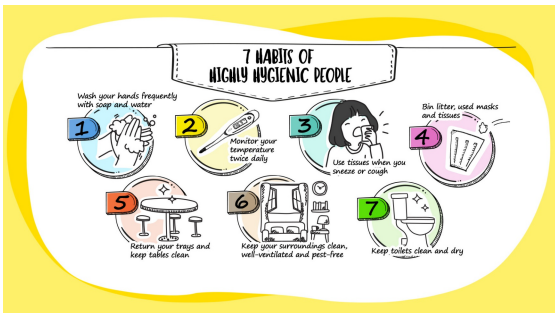 7 HABITS OF
HIGHLY HYGIENIC PEOPLE
1
Wash your hands frequently
with soap and water
2
Monitor your
temperature
twice daily
3
Use tissues when you
sneeze or cough
4
Bin litter, used masks
and tissues
5
Return your trays and
keep tables clean
6
Keep your surroundings clean,
well-ventilated and pest-free
7
Keep toilets clean and dry